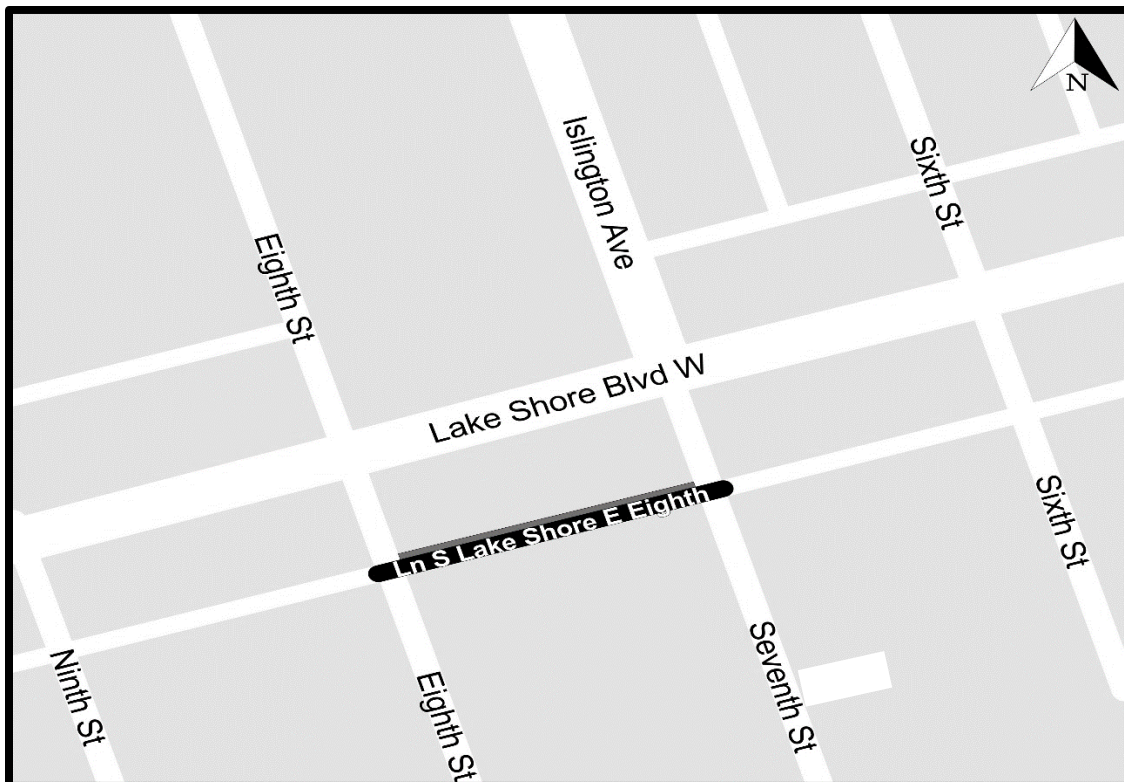 N
Islington Ave
Sixth St
Eighth St
Lake Shore Blvd W
Ln S Lake Shore E Eighth
Sixth St
Ninth St
Eighth St
Seventh St